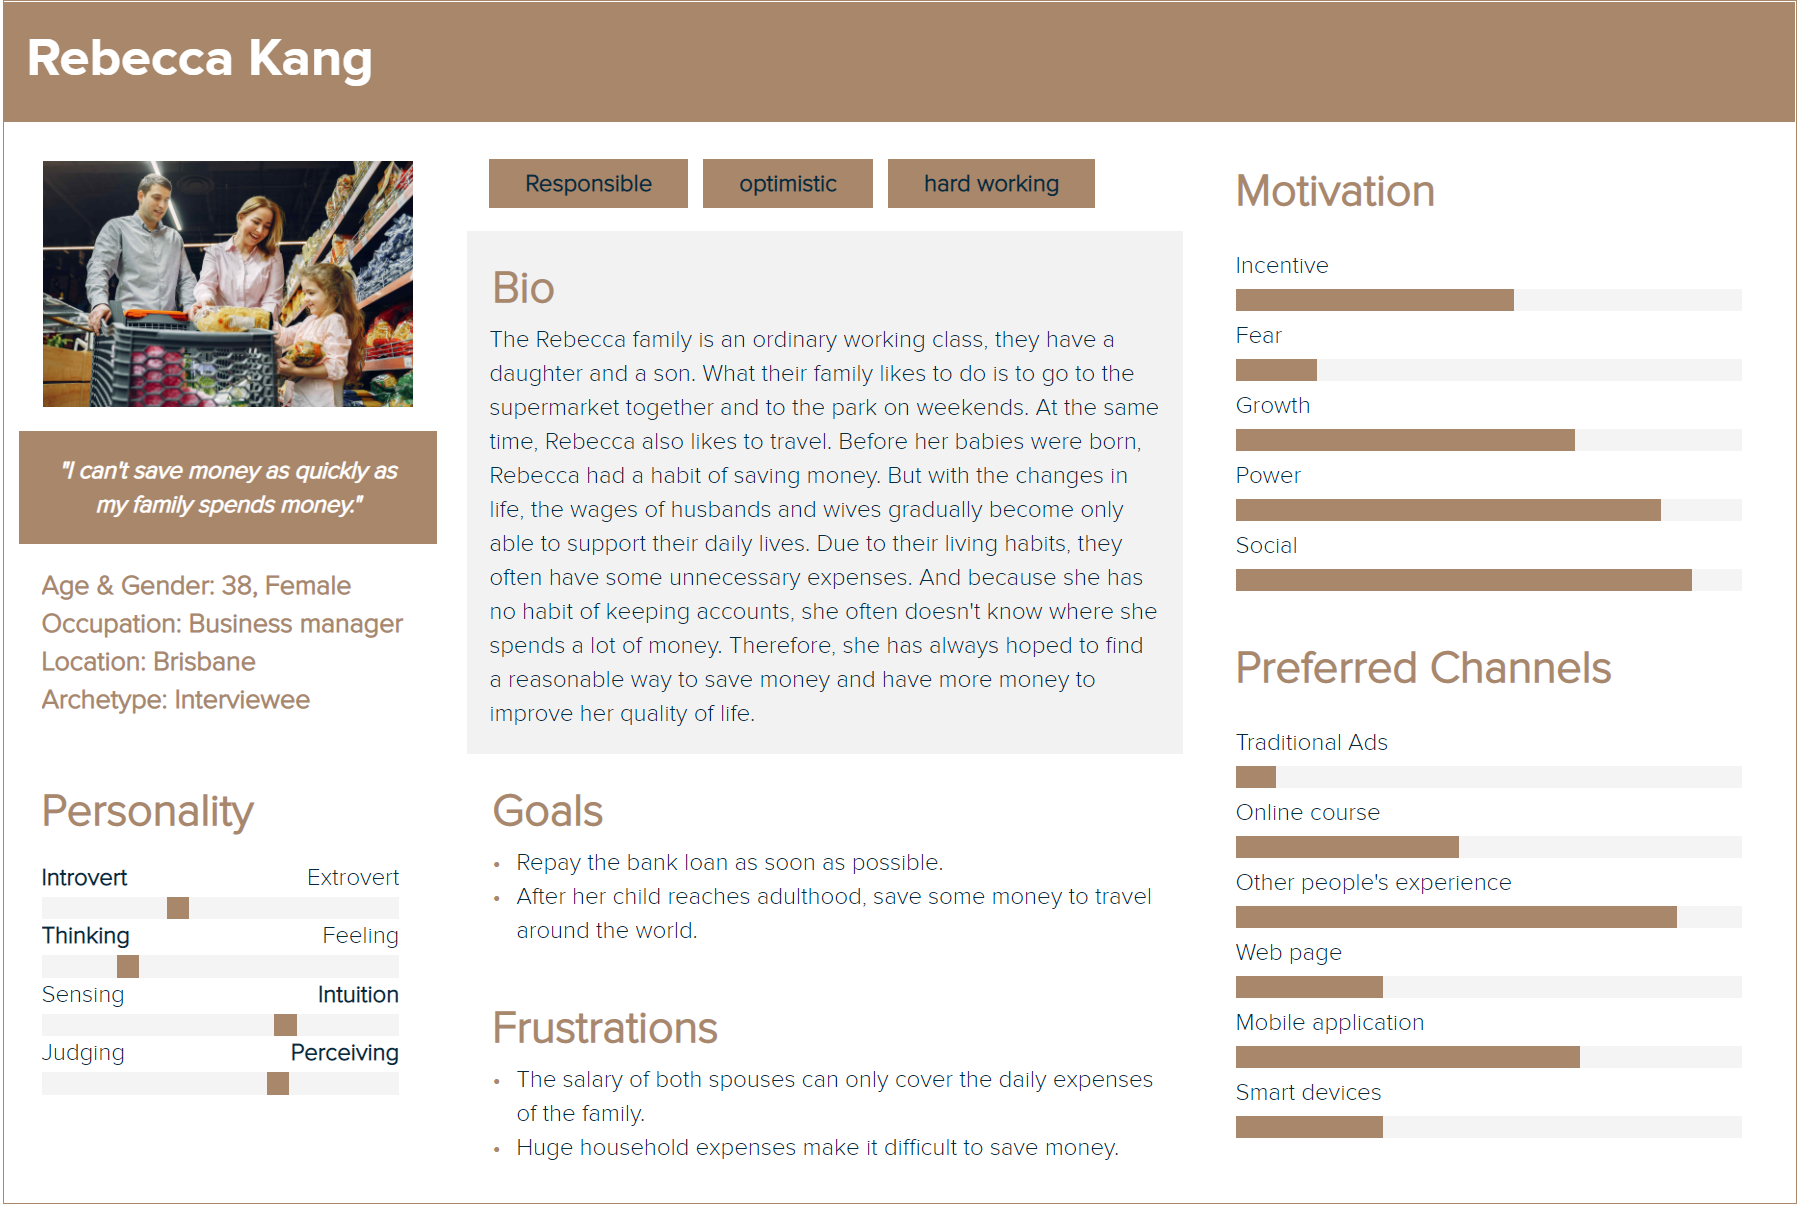 Rebecca Kang
"I can't save money as quickly as
my family spends money."
Age & Gender: 38, Female
Occupation: Business manager
Location: Brisbane
Archetype: Interviewee
Personality
Introvert Extrovert
Thinking Feeling
Sensing Intuition
Judging Perceiving
Responsible optimistic hard working
Bio
The Rebecca family is an ordinary working class, they have a
daughter and a son. What their family likes to do is to go to the
supermarket together and to the park on weekends. At the same
time, Rebecca also likes to travel. Before her babies were born,
Rebecca had a habit of saving money. But with the changes in
life, the wages of husbands and wives gradually become only
able to support their daily lives. Due to their living habits, they
often have some unnecessary expenses. And because she has
no habit of keeping accounts, she often doesn't know where she
spends a lot of money. Therefore, she has always hoped to find
a reasonable way to save money and have more money to
improve her quality of life.
Goals
• Repay the bank loan as soon as possible.
• After her child reaches adulthood, save some money to travel
around the world.
Frustrations
• The salary of both spouses can only cover the daily expenses
of the family.
• Huge household expenses make it difficult to save money.
Motivation
Incentive
Fear
Growth
Power
Social
Preferred Channels
Traditional Ads
Online course
Other people's experience
Web page
Mobile application
Smart devices